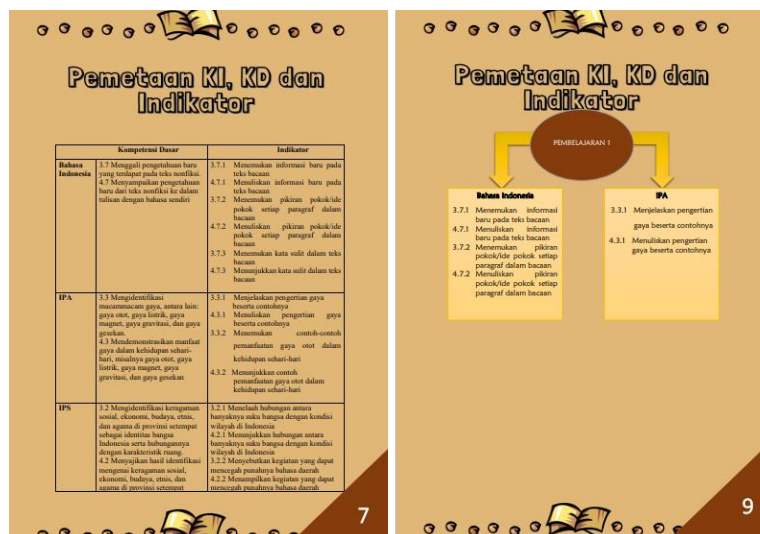 Pemetaan KI, KD dan
Indikator
Kompetensi Dasar Indikator
Bahasa
Indonesia
3.7 Menggali pengetahuan baru
yang terdapat pada teks nonfiksi.
4.7 Menyampaikan pengetahuan
baru dari teks nonfiksi ke dalam
tulisan dengan bahasa sendiri
3.7.1 Menemukan informasi baru pada
teks bacaan
4.7.1 Menuliskan informasi baru pada
teks bacaan
3.7.2 Menemukan pikiran pokok/ide
pokok setiap paragraf dalam
bacaan
4.7.2 Menuliskan pikiran pokok/ide
pokok setiap paragraf dalam
bacaan
3.7.3 Menemukan kata sulit dalam teks
bacaan
4.7.3 Menunjukkan kata sulit dalam teks
bacaan
IPA
3.3 Mengidentifikasi
macammacam gaya, antara lain:
gaya otot, gaya listrik, gaya
magnet, gaya gravitasi, dan gaya
gesekan.
4.3 Mendemonstrasikan manfaat
gaya dalam kehidupan sehari-
hari, misalnya gaya otot, gaya
listrik, gaya magnet, gaya
gravitasi, dan gaya gesekan
3.3.1 Menjelaskan pengertian gaya
beserta contohnya
4.3.1 Menuliskan pengertian gaya
beserta contohnya
3.3.2 Menemukan contoh-contoh
pemanfaatan gaya otot dalam
kehidupan sehari-hari
4.3.2 Menunjukkan contoh
pemanfaatan gaya otot dalam
kehidupan sehari-hari
IPS
3.2 Mengidentifikasi keragaman
sosial, ekonomi, budaya, etnis,
dan agama di provinsi setempat
sebagai identitas bangsa
Indonesia serta hubungannya
dengan karakteristik ruang.
4.2 Menyajikan hasil identifikasi
mengenai keragaman sosial,
ekonomi, budaya, etnis, dan
agama di provinsi setempat
3.2.1 Menelaah hubungan antara
banyaknya suku bangsa dengan kondisi
wilayah di Indonesia
4.2.1 Menunjukkan hubungan antara
banyaknya suku bangsa dengan kondisi
wilayah di Indonesia
3.2.2 Menyebutkan kegiatan yang dapat
mencegah punahnya bahasa daerah
4.2.2 Menampilkan kegiatan yang dapat
mencegah punahnya bahasa daerah
7
Pemetaan KI, KD dan
Indikator
PEMBELAJARAN 1
Bahasa Indonesia
3.7.1 Menemukan informasi
baru pada teks bacaan
4.7.1 Menuliskan informasi
baru pada teks bacaan
3.7.2 Menemukan pikiran
pokok/ide pokok setiap
paragraf dalam bacaan
4.7.2 Menuliskan pikiran
pokok/ide pokok setiap
paragraf dalam bacaan
IPA
3.3.1 Menjelaskan pengertian
gaya beserta contohnya
4.3.1 Menuliskan pengertian
gaya beserta contohnya
9